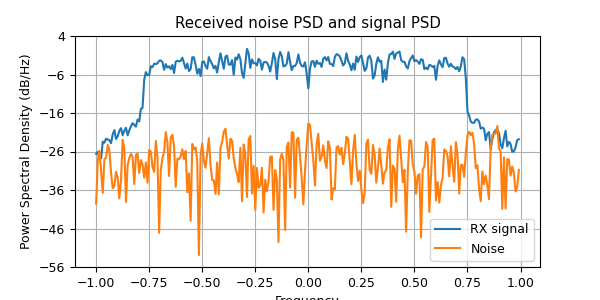 Received noise PSD and signal PSD
Power Spectral Density (dB/Hz)
4
−6
−16
−26
−36
−46
−56
RX signal
Noise
−1.00 −0.75 −0.50 −0.25 0.00 0.25 0.50 0.75 1.00
Frequency